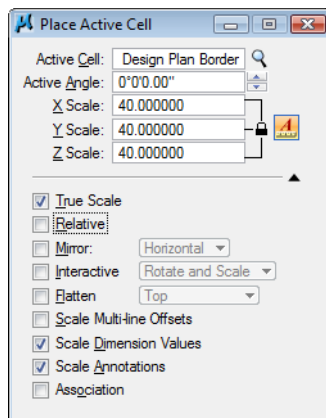 Place Active Cell
Active Cell: Design Plan Border
Active Angle: 0°0'0.00"
X Scale: 40.000000
Y Scale: 40.000000
Z Scale: 40.000000
A
True Scale
Relative
Mirror: Horizontal
Interactive Rotate and Scale
Flatten Top
Scale Multi-line Offsets
Scale Dimension Values
Scale Annotations
Association